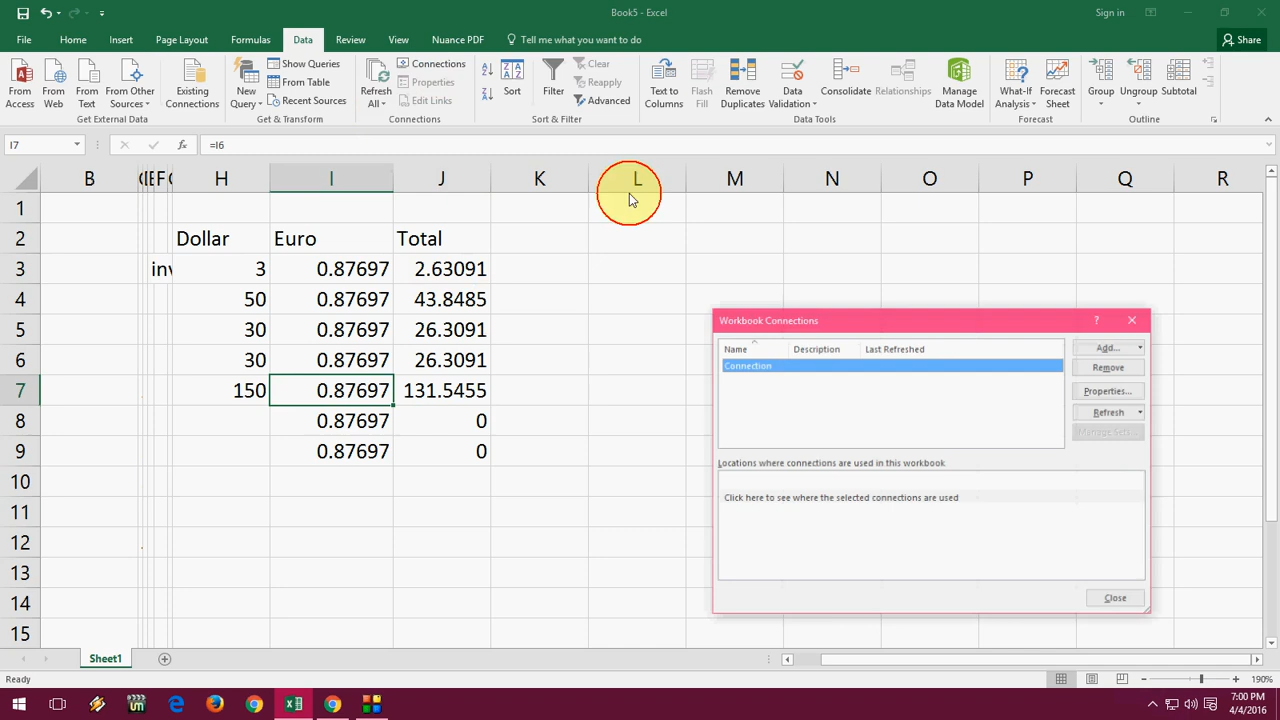 Book5 - Excel
Sign in
File Home Insert Page Layout Formulas Data Review View Nuance PDF Tell me what you want to do Share
From Access
From Web
From Text
From Other Sources
Existing Connections
Get External Data
New Query
Show Queries
From Table
Recent Sources
Get & Transform
Refresh All
Connections
Properties
Edit Links
Connections
Sort
Filter
Clear
Reapply
Advanced
Sort & Filter
Text to Columns
Flash Fill
Remove Duplicates
Data Validation
Consolidate
Relationships
Manage Data Model
Data Tools
What-If Analysis
Forecast Sheet
Forecast
Group
Ungroup
Subtotal
Outline
I7 fx =I6
B E F H I J K L M N O P Q R
1
2 Dollar Euro Total
3 inv 3 0.87697 2.63091
4 50 0.87697 43.8485
5 30 0.87697 26.3091
6 30 0.87697 26.3091
7 150 0.87697 131.5455
8 0.87697 0
9 0.87697 0
10
11
12
13
14
15
Workbook Connections ?
Name Description Last Refreshed
Connection
Add...
Remove
Properties...
Refresh
Manage Sets...
Locations where connections are used in this workbook
Click here to see where the selected connections are used
Close
Sheet1
Ready
190%
7:00 PM
4/4/2016